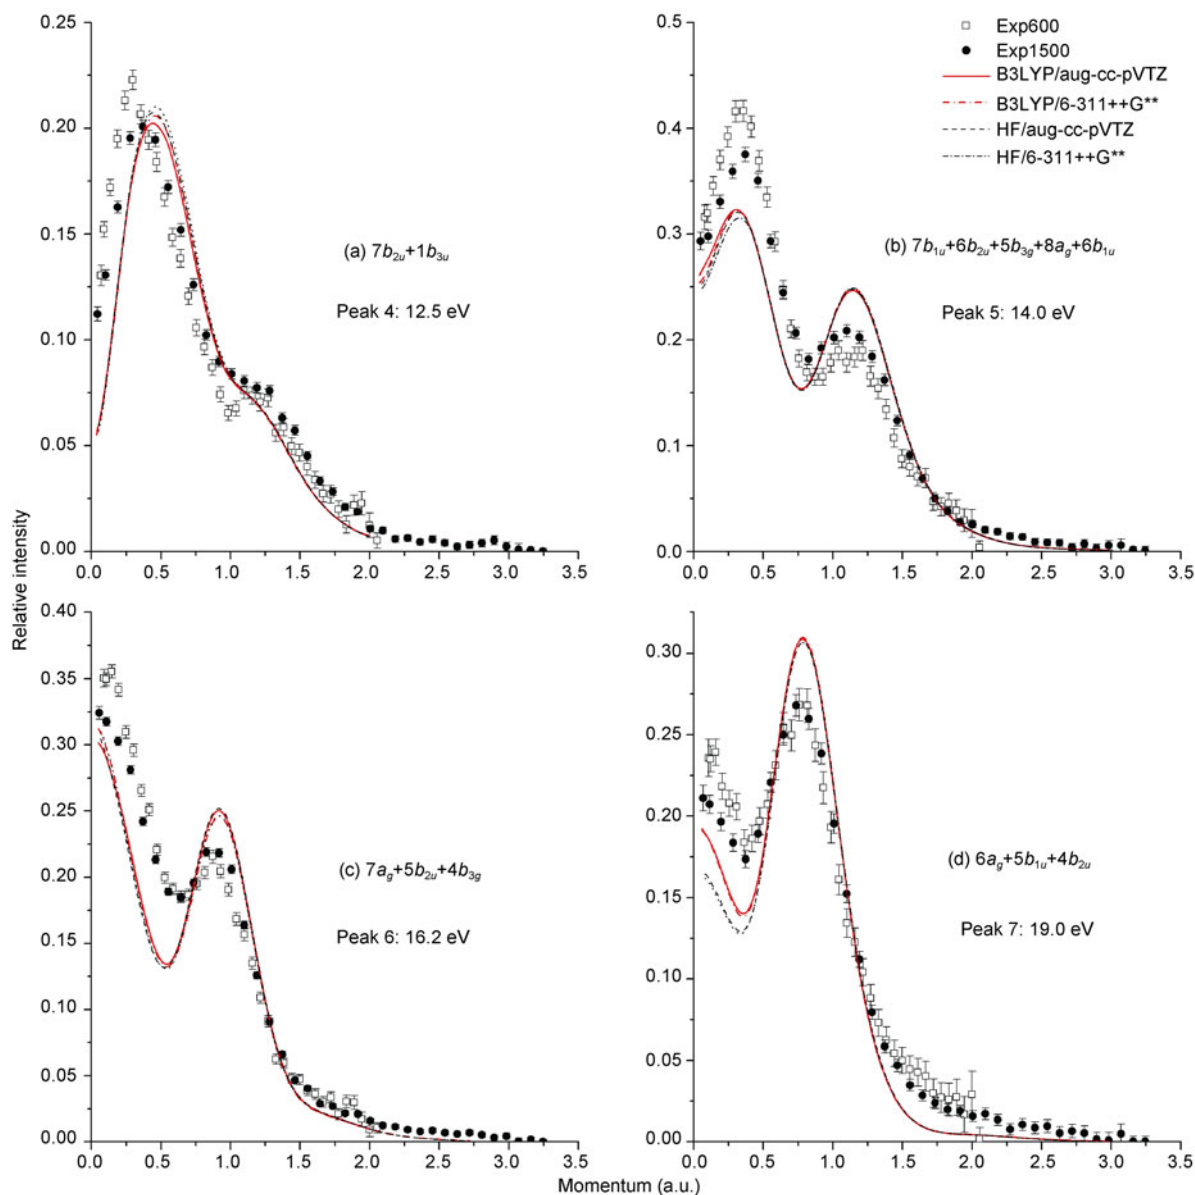 0.25
0.20
0.15
0.10
0.05
0.00
0.0 0.5 1.0 1.5 2.0 2.5 3.0 3.5
(a) 7b2u+1b3u
Peak 4: 12.5 eV
0.5
0.4
0.3
0.2
0.1
0.0
0.0 0.5 1.0 1.5 2.0 2.5 3.0 3.5
Exp600
Exp1500
B3LYP/aug-cc-pVTZ
B3LYP/6-311++G**
HF/aug-cc-pVTZ
HF/6-311++G**
(b) 7b1u+6b2u+5b3g+8ag+6b1u
Peak 5: 14.0 eV
Relative intensity
0.40
0.35
0.30
0.25
0.20
0.15
0.10
0.05
0.00
0.0 0.5 1.0 1.5 2.0 2.5 3.0 3.5
(c) 7ag+5b2u+4b3g
Peak 6: 16.2 eV
0.30
0.25
0.20
0.15
0.10
0.05
0.00
0.0 0.5 1.0 1.5 2.0 2.5 3.0 3.5
(d) 6ag+5b1u+4b2u
Peak 7: 19.0 eV
Momentum (a.u.)